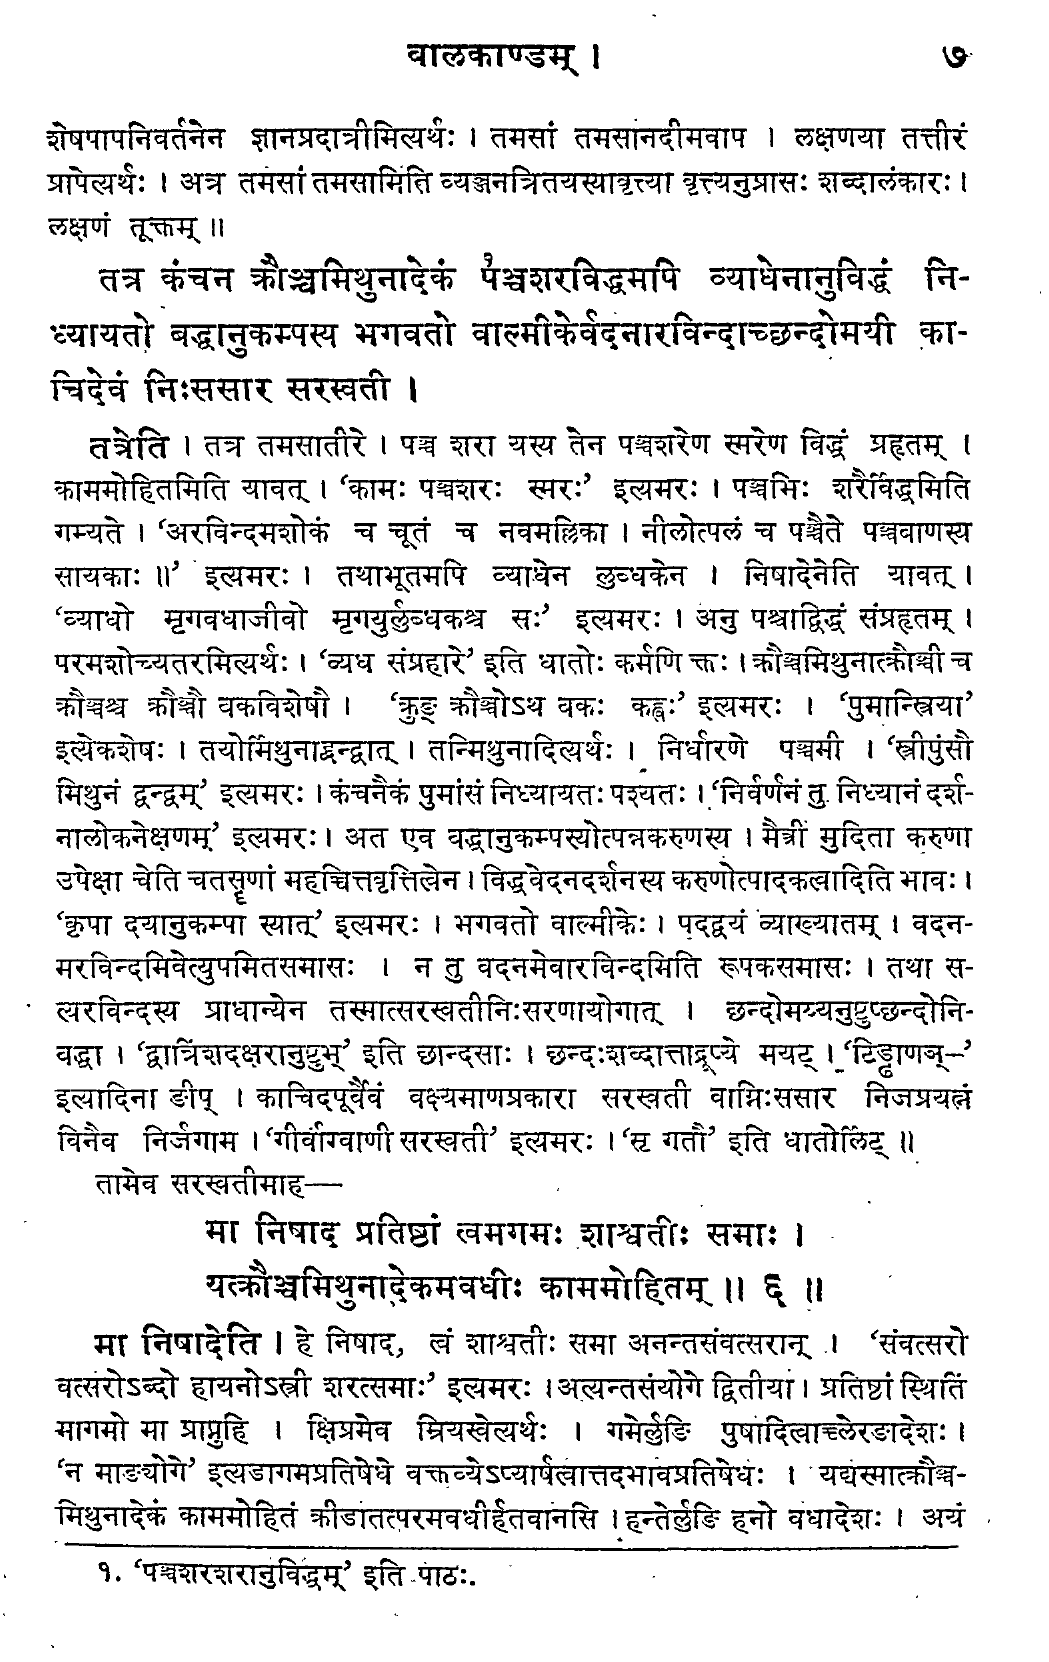 बालकाण्डम् । ७
शेषपापनिवर्तनेन ज्ञानप्रदात्रीमित्यर्थः । तमसां तमसानदीमवाप । लक्षणया तत्तीरं
प्रापेत्यर्थः । अत्र तमसां तमसामिति व्यञ्जनत्रितयस्यावृत्त्या वृत्त्यनुप्रासः शब्दालंकारः ।
लक्षणं तूक्तम् ॥
तत्र कंचन क्रौञ्चमिथुनादेकं पे॑ञ्चशरविद्धमपि व्याधेनानुविद्धं नि-
ध्यायतो बद्धानुकम्पस्य भगवतो वाल्मीकेर्वदनारविन्दाच्छन्दोमयी का-
चिदेवं निःससार सरस्वती ।
तत्रेति । तत्र तमसातीरे । पञ्च शरा यस्य तेन पञ्चशरेण स्मरेण विद्धं प्रहृतम् ।
काममोहितमिति यावत् । ‘कामः पञ्चशरः स्मरः’ इत्यमरः । पञ्चभिः शरैर्विद्धमिति
गम्यते । ‘अरविन्दमशोकं च चूतं च नवमल्लिका । नीलोत्पलं च पञ्चैते पञ्चबाणस्य
सायकाः ॥’ इत्यमरः । तथाभूतमपि व्याधेन लुब्धकेन । निषादेनेति यावत् ।
‘व्याधो मृगवधाजीवो मृगयुर्लुब्धकश्च सः’ इत्यमरः । अनु पश्चाद्विद्धं संप्रहृतम् ।
परमशोच्यतरमित्यर्थः । ‘व्यध संप्रहारे’ इति धातोः कर्मणि क्तः । क्रौञ्चमिथुनात्क्रौञ्ची च
क्रौञ्चश्च क्रौञ्चौ बकविशेषौ । ‘क्रुङ् क्रौञ्चोऽथ बकः कह्वः’ इत्यमरः । ‘पुमान्स्त्रिया’
इत्येकशेषः । तयोर्मिथुनाद्द्वन्द्वात् । तन्मिथुनादित्यर्थः । निर्धारणे पञ्चमी । ‘स्त्रीपुंसौ
मिथुनं द्वन्द्वम्’ इत्यमरः । कंचनैकं पुमांसं निध्यायतः पश्यतः । ‘निर्वर्णनं तु निध्यानं दर्श-
नालोकनेक्षणम्’ इत्यमरः । अत एव बद्धानुकम्पस्योत्पन्नकरुणस्य । मैत्री मुदिता करुणा
उपेक्षा चेति चतसॄणां महच्चित्तवृत्तित्वेन । विद्धवेदनदर्शनस्य करुणोत्पादकत्वादिति भावः ।
‘कृपा दयानुकम्पा स्यात्’ इत्यमरः । भगवतो वाल्मीकेः । पदद्वयं व्याख्यातम् । वदन-
मरविन्दमिवेत्युपमितसमासः । न तु वदनमेवारविन्दमिति रूपकसमासः । तथा स-
त्यरविन्दस्य प्राधान्येन तस्मात्सरस्वतीनिःसरणायोगात् । छन्दोमय्यनुष्टुप्छन्दोनि-
बद्धा । ‘द्वात्रिंशदक्षरानुष्टुभ्’ इति छान्दसाः । छन्दःशब्दात्ताद्रूप्ये मयट् । ‘टिड्ढाणञ्–’
इत्यादिना ङीप् । काचिदपूर्वैवं वक्ष्यमाणप्रकारा सरस्वती वाग्निःससार निजप्रयत्नं
विनैव निर्जगाम । ‘गीर्वाग्वाणी सरस्वती’ इत्यमरः । ‘सृ गतौ’ इति धातोर्लिट् ॥
तामेव सरस्वतीमाह—
मा निषाद प्रतिष्ठां त्वमगमः शाश्वतीः समाः ।
यत्क्रौञ्चमिथुनादेकमवधीः काममोहितम् ॥ ६ ॥
मा निषादेति । हे निषाद, त्वं शाश्वतीः समा अनन्तसंवत्सरान् । ‘संवत्सरो
वत्सरोऽब्दो हायनोऽस्त्री शरत्समाः’ इत्यमरः । अत्यन्तसंयोगे द्वितीया । प्रतिष्ठां स्थितिं
मागमो मा प्राप्नुहि । क्षिप्रमेव म्रियस्वेत्यर्थः । गमेर्लुङि पुषादित्वाच्च्लेरङादेशः ।
‘न माङ्योगे’ इत्यडागमप्रतिषेधे वक्तव्येऽप्यार्षत्वात्तदभावप्रतिषेधः । यद्यस्मात्क्रौञ्च-
मिथुनादेकं काममोहितं क्रीडातत्परमवधीर्हतवानसि । हन्तेर्लुङि हनो वधादेशः । अयं
१. ‘पञ्चशरशरानुविद्धम्’ इति पाठः.